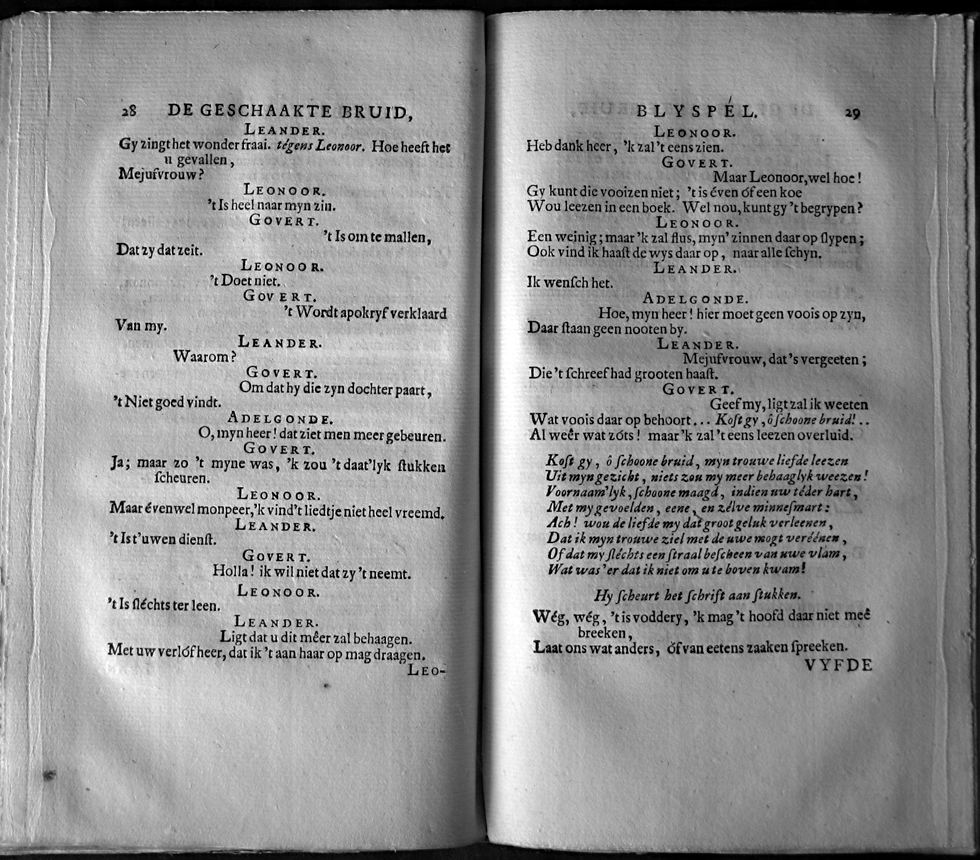 28 DE GESCHAAKTE BRUID,
LEANDER.
Gy zingt het wonder fraai. tégens Leonoor. Hoe heeft het
u gevallen,
Mejufvrouw?
LEONOOR.
't Is heel naar myn zin.
GOVERT.
't Is om te mallen,
Dat zy dat zeit.
LEONOOR.
't Doet niet.
GOVERT.
't Wordt apokryf verklaard
Van my.
LEANDER.
Waarom?
GOVERT.
Om dat hy die zyn dochter paart,
't Niet goed vindt.
ADELGONDE.
O, myn heer! dat ziet men meer gebeuren.
GOVERT.
Ja; maar zo 't myne was, 'k zou 't daat'lyk ſtukken
ſcheuren.
LEONOOR.
Maar évenwel monpeer, 'k vind 't liedtje niet heel vreemd.
LEANDER.
't Is t'uwen dienſt.
GOVERT.
Holla! ik wil niet dat zy 't neemt.
LEONOOR.
't Is ſléchts ter leen.
LEANDER.
Ligt dat u dit mêer zal behaagen.
Met uw verlóf heer, dat ik 't aan haar op mag draagen.
LEO-
BLYSPÉL. 29
LEONOOR.
Heb dank heer, 'k zal 't eens zien.
GOVERT.
Maar Leonoor, wel hoe!
Gy kunt die vooizen niet; 't is éven óf een koe
Wou leezen in een boek. Wel nou, kunt gy 't begrypen?
LEONOOR.
Een weinig; maar 'k zal flus, myn' zinnen daar op ſlypen;
Ook vind ik haaſt de wys daar op, naar alle ſchyn.
LEANDER.
Ik wenſch het.
ADELGONDE.
Hoe, myn heer! hier moet geen voois op zyn,
Daar ſtaan geen nooten by.
LEANDER.
Mejufvrouw, dat's vergeeten;
Die 't ſchreef had grooten haaſt.
GOVERT.
Geef my, ligt zal ik weeten
Wat voois daar op behoort... Koſt gy, ô ſchoone bruid!..
Al weêr wat zóts! maar 'k zal 't eens leezen overluid.
Koſt gy, ô ſchoone bruid, myn trouwe liefde leezen
Uit myn gezicht, niets zou my meer behaaglyk weezen!
Voornaam'lyk, ſchoone maagd, indien uw téder hart,
Met my gevoelden, eene, en zélve minneſmart:
Ach! wou de liefde my dat groot geluk verleenen,
Dat ik myn trouwe ziel met de uwe mogt veréénen,
Of dat my ſléchts een ſtraal beſcheen van uwe vlam,
Wat was 'er dat ik niet om u te boven kwam!
Hy ſcheurt het ſchrift aan ſtukken.
Wég, wég, 't is voddery, 'k mag 't hoofd daar niet meê
breeken,
Laat ons wat anders, óf van eetens zaaken ſpreeken.
VYFDE